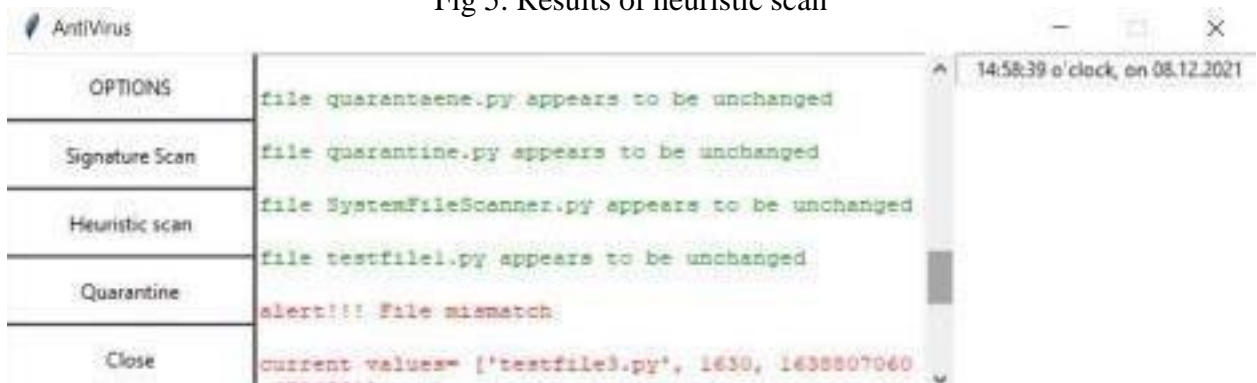 Fig 5. Results of heuristic scan
AntiVirus
OPTIONS
Signature Scan
Heuristic scan
Quarantine
Close
file quarantaene.py appears to be unchanged
file quarantine.py appears to be unchanged
file SystemFileScanner.py appears to be unchanged
file testfile1.py appears to be unchanged
alert!!! File mismatch
current values= ['testfile3.py', 1630, 1638807060
14:58:39 o'clock, on 08.12.2021